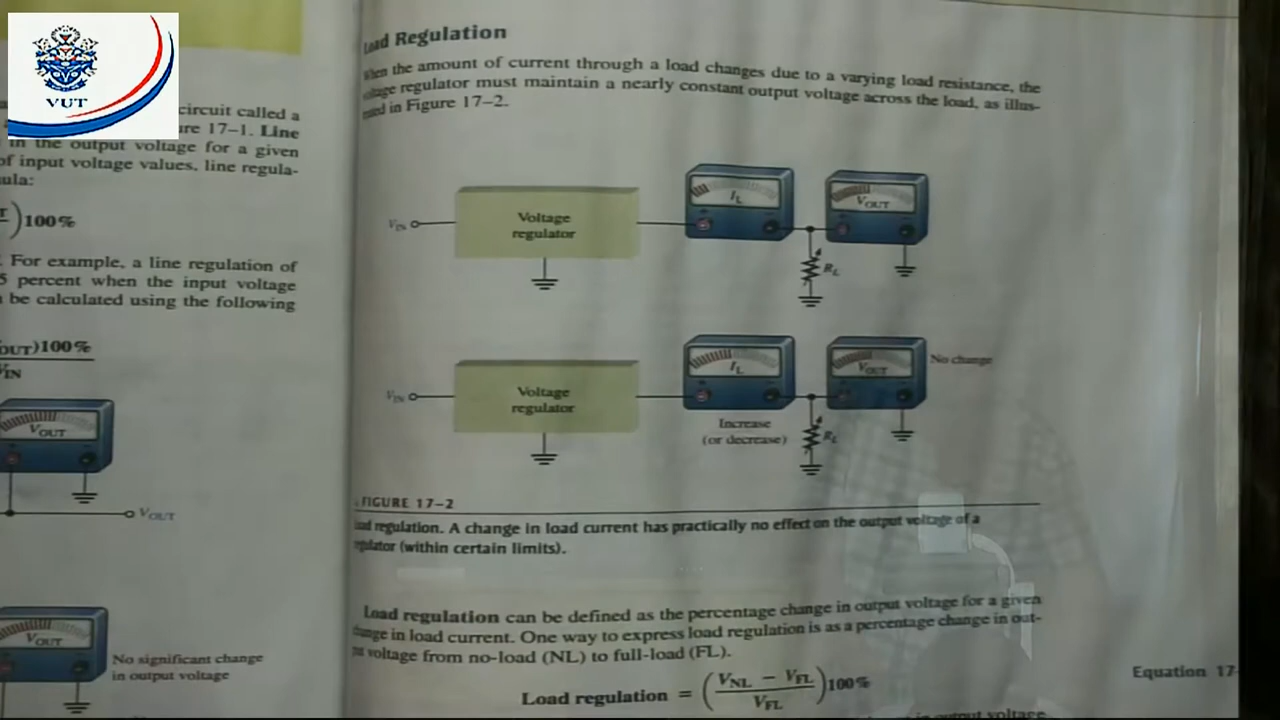 VUT
circuit called a
re 17–1. Line
in the output voltage for a given
of input voltage values, line regula-
ula:
)100%
For example, a line regulation of
5 percent when the input voltage
be calculated using the following
OUT)100%
VIN
VOUT
VOUT
VOUT
No significant change
in output voltage
Load Regulation
When the amount of current through a load changes due to a varying load resistance, the
voltage regulator must maintain a nearly constant output voltage across the load, as illus-
in Figure 17–2.
VIN
Voltage
regulator
IL
VOUT
RL
VIN
Voltage
regulator
IL
VOUT
No change
Increase
(or decrease)
RL
FIGURE 17–2
regulation. A change in load current has practically no effect on the output voltage of a
regulator (within certain limits).
Load regulation can be defined as the percentage change in output voltage for a given
change in load current. One way to express load regulation is as a percentage change in out-
voltage from no-load (NL) to full-load (FL).
Load regulation = (VNL − VFL / VFL)100%
Equation 17-
output voltage